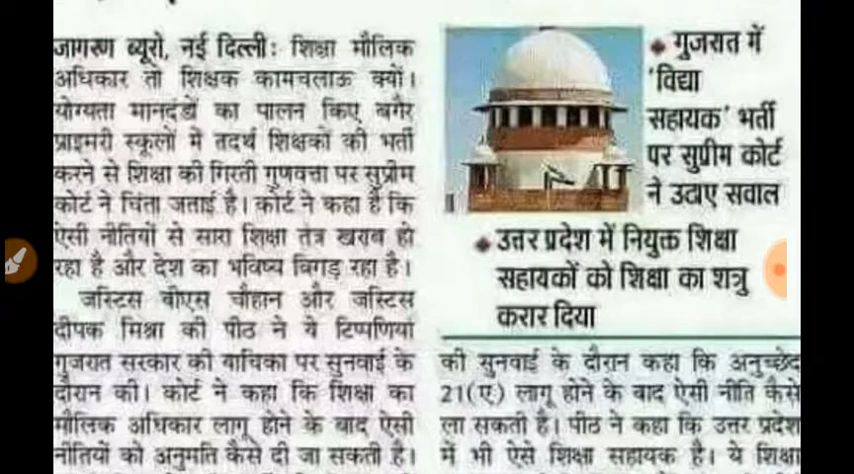 जागरण ब्यूरो, नई दिल्ली: शिक्षा मौलिक
अधिकार तो शिक्षक कामचलाऊ क्यों।
योग्यता मानदंडों का पालन किए बगैर
प्राइमरी स्कूलों में तदर्थ शिक्षकों की भर्ती
करने से शिक्षा की गिरती गुणवत्ता पर सुप्रीम
कोर्ट ने चिंता जताई है। कोर्ट ने कहा है कि
ऐसी नीतियों से सारा शिक्षा तंत्र खराब हो
रहा है और देश का भविष्य बिगड़ रहा है।
जस्टिस बीएस चौहान और जस्टिस
दीपक मिश्रा की पीठ ने ये टिप्पणियां
गुजरात सरकार की याचिका पर सुनवाई के
दौरान की। कोर्ट ने कहा कि शिक्षा का
मौलिक अधिकार लागू होने के बाद ऐसी
नीतियों को अनुमति कैसे दी जा सकती है।
गुजरात में
'विद्या
सहायक' भर्ती
पर सुप्रीम कोर्ट
ने उठाए सवाल
उत्तर प्रदेश में नियुक्त शिक्षा
सहायकों को शिक्षा का शत्रु
करार दिया
की सुनवाई के दौरान कहा कि अनुच्छेद
21(ए) लागू होने के बाद ऐसी नीति कैसे
ला सकती है। पीठ ने कहा कि उत्तर प्रदेश
में भी ऐसे शिक्षा सहायक है। ये शिक्षा